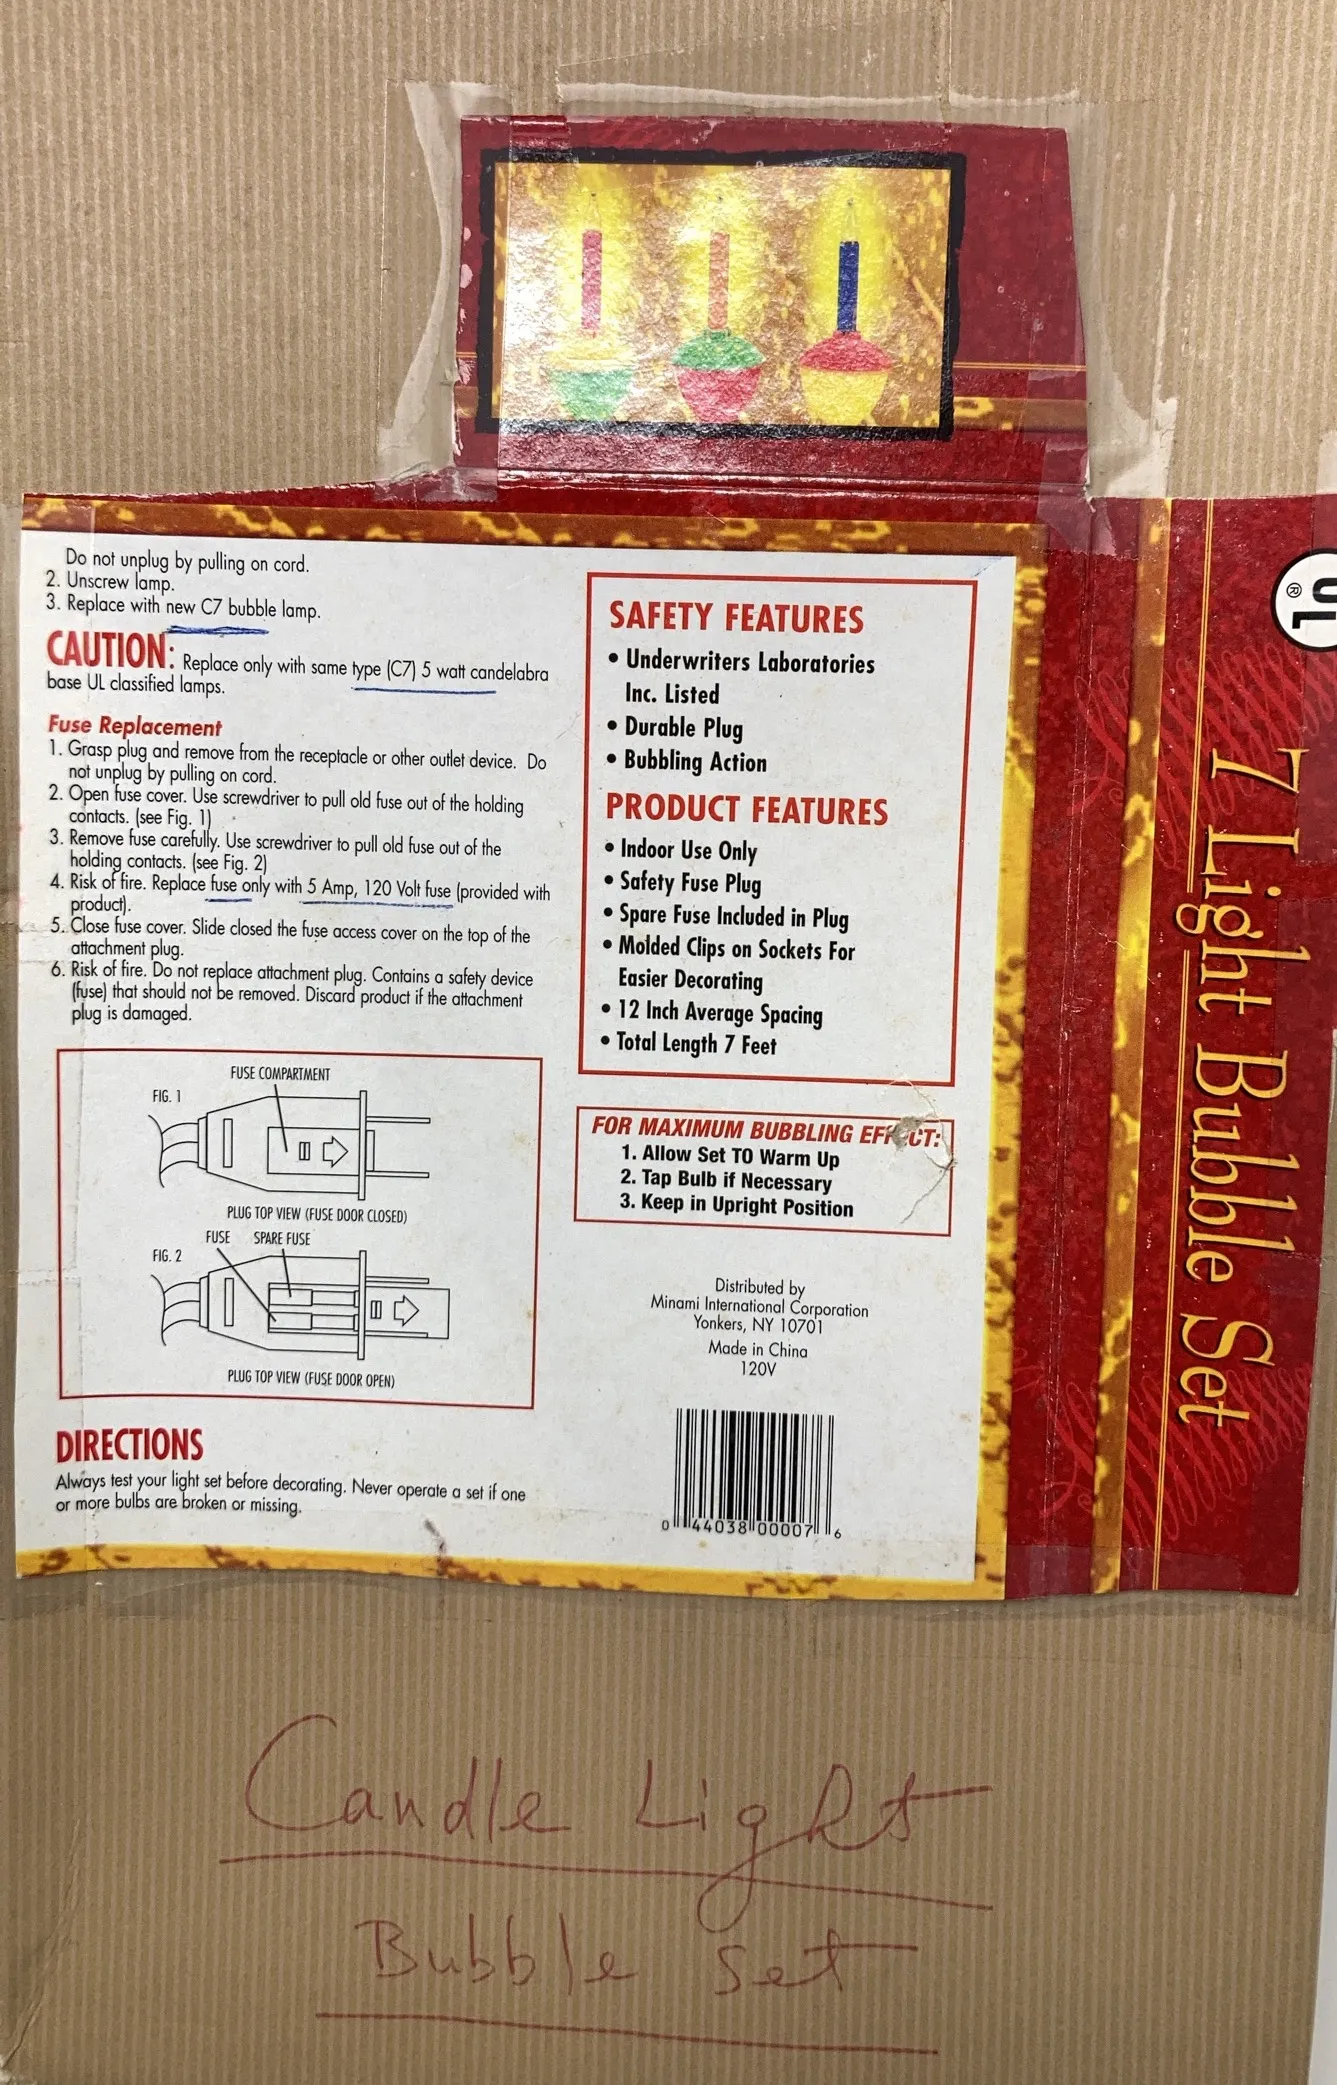 Do not unplug by pulling on cord.
2. Unscrew lamp.
3. Replace with new C7 bubble lamp.
CAUTION: Replace only with same type (C7) 5 watt candelabra
base UL classified lamps.
Fuse Replacement
1. Grasp plug and remove from the receptacle or other outlet device. Do
not unplug by pulling on cord.
2. Open fuse cover. Use screwdriver to pull old fuse out of the holding
contacts. (see Fig. 1)
3. Remove fuse carefully. Use screwdriver to pull old fuse out of the
holding contacts. (see Fig. 2)
4. Risk of fire. Replace fuse only with 5 Amp, 120 Volt fuse (provided with
product).
5. Close fuse cover. Slide closed the fuse access cover on the top of the
attachment plug.
6. Risk of fire. Do not replace attachment plug. Contains a safety device
(fuse) that should not be removed. Discard product if the attachment
plug is damaged.
FUSE COMPARTMENT
FIG. 1
PLUG TOP VIEW (FUSE DOOR CLOSED)
FUSE SPARE FUSE
FIG. 2
PLUG TOP VIEW (FUSE DOOR OPEN)
DIRECTIONS
Always test your light set before decorating. Never operate a set if one
or more bulbs are broken or missing.
SAFETY FEATURES
• Underwriters Laboratories
Inc. Listed
• Durable Plug
• Bubbling Action
PRODUCT FEATURES
• Indoor Use Only
• Safety Fuse Plug
• Spare Fuse Included in Plug
• Molded Clips on Sockets For
Easier Decorating
• 12 Inch Average Spacing
• Total Length 7 Feet
FOR MAXIMUM BUBBLING EFFECT:
1. Allow Set TO Warm Up
2. Tap Bulb if Necessary
3. Keep in Upright Position
Distributed by
Minami International Corporation
Yonkers, NY 10701
Made in China
120V
0 44038 00007 6
7 Light Bubble Set
®
Candle Light
Bubble Set